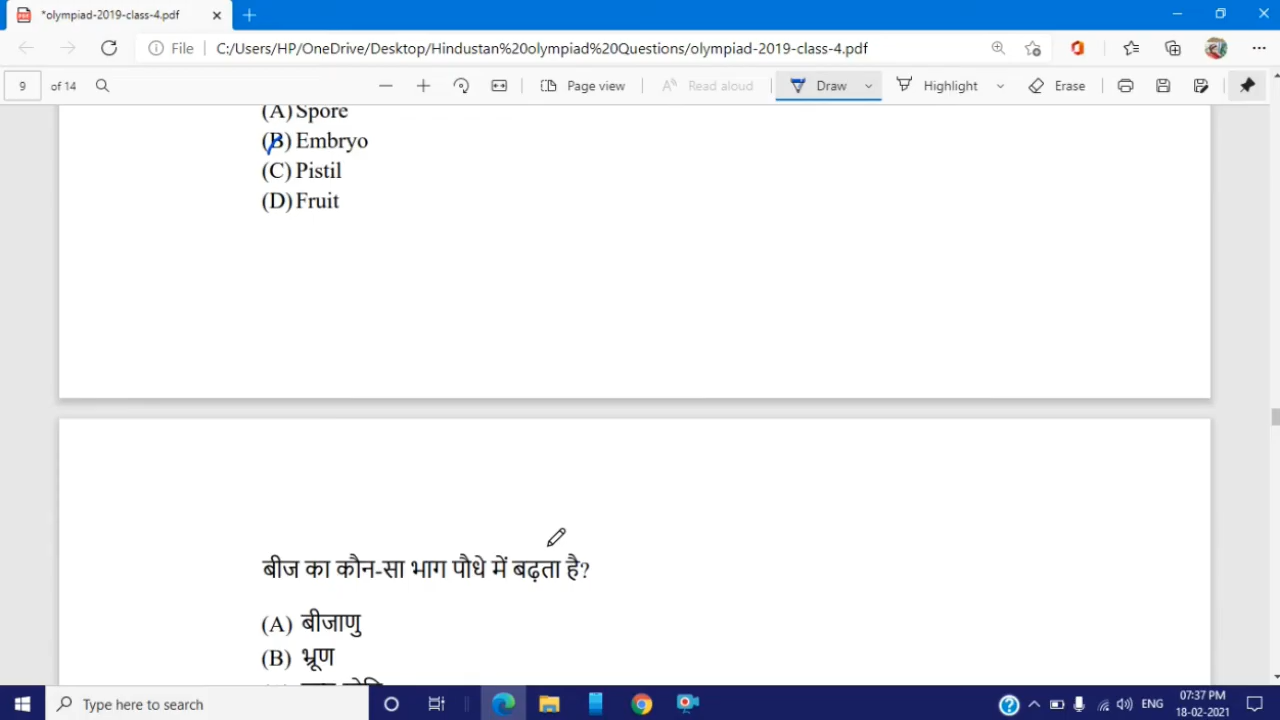 *olympiad-2019-class-4.pdf
File C:/Users/HP/OneDrive/Desktop/Hindustan%20olympiad%20Questions/olympiad-2019-class-4.pdf
9 of 14 Page view Read aloud Draw Highlight Erase
(A) Spore
(B) Embryo
(C) Pistil
(D) Fruit
बीज का कौन-सा भाग पौधे में बढ़ता है?
(A) बीजाणु
(B) भ्रूण
Type here to search
ENG
07:37 PM
18-02-2021